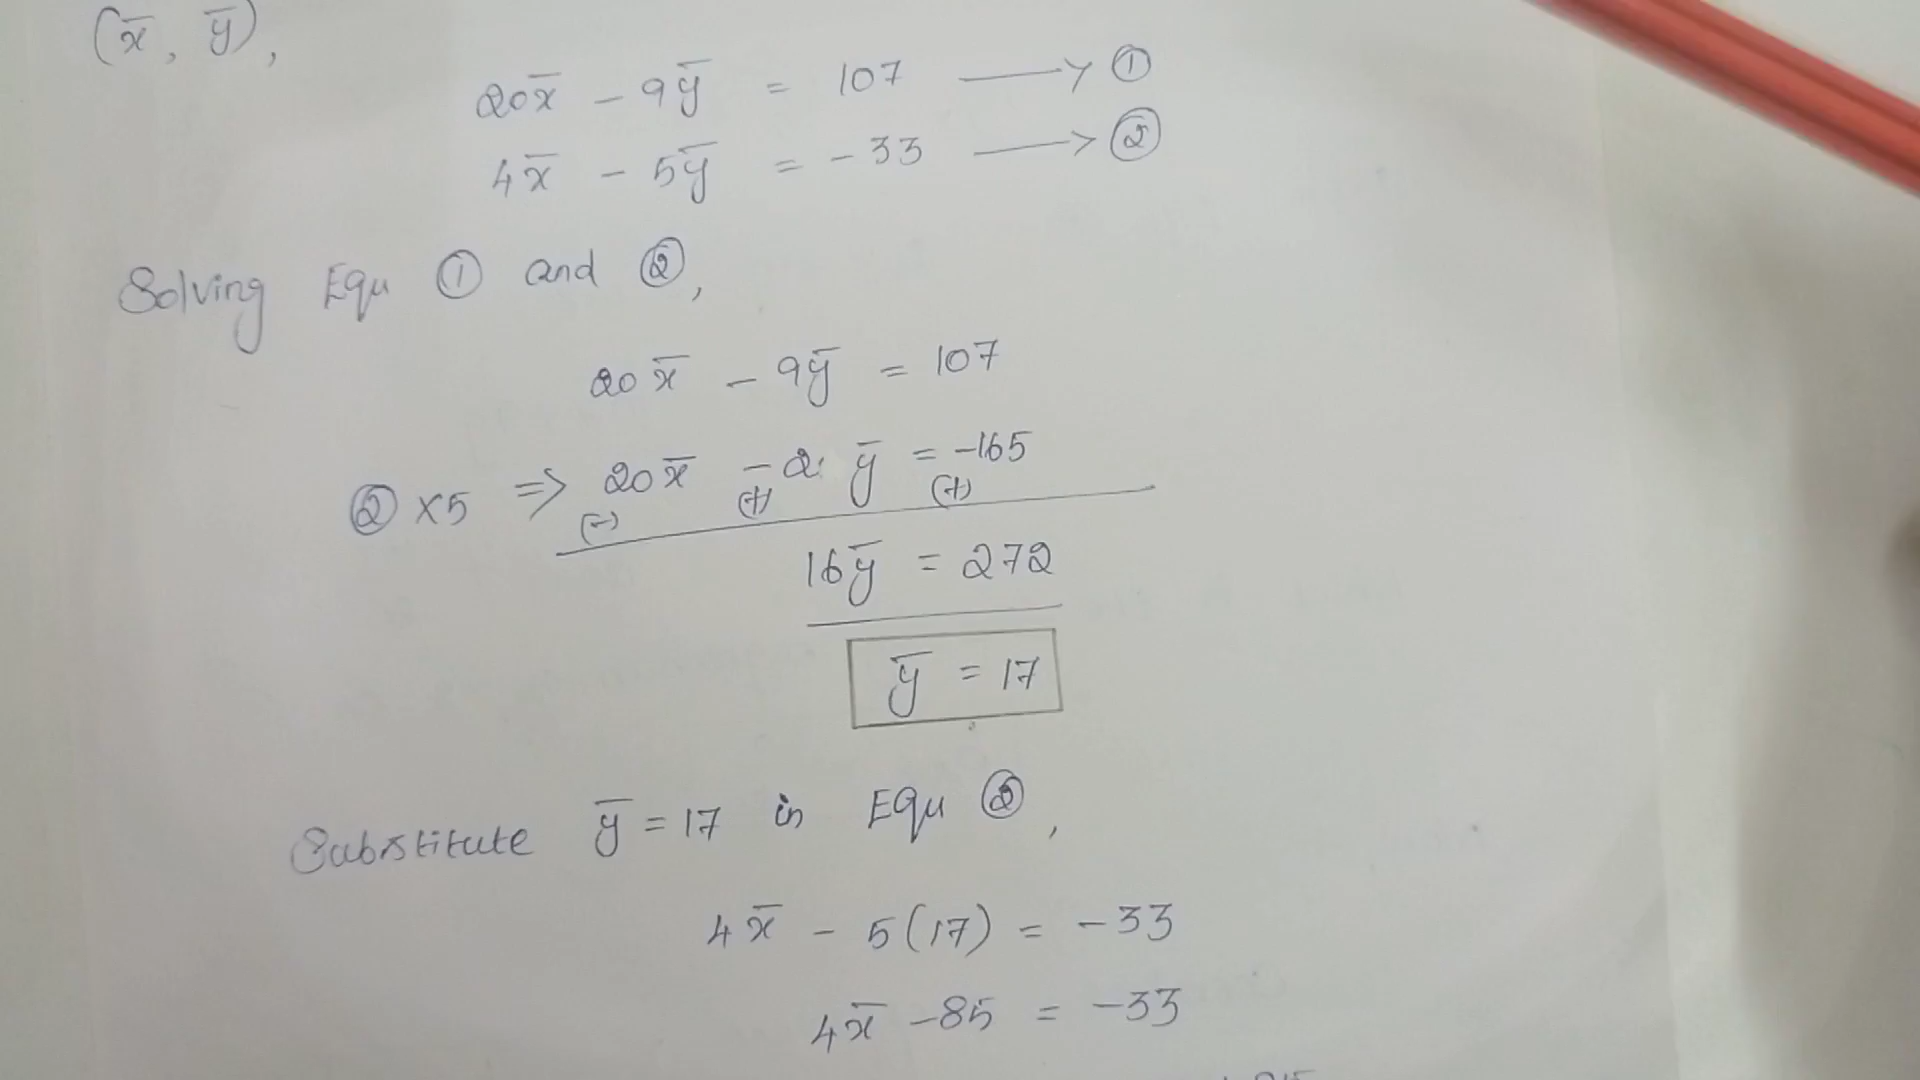 (x̄, ȳ),
20x̄ - 9ȳ = 107 → ①
4x̄ - 5ȳ = -33 → ②
Solving Equ ① and ②,
20x̄ - 9ȳ = 107
② x5 ⇒ 20x̄ -2 ȳ = -165
(-) (+) (+)
16ȳ = 272
ȳ = 17
Substitute ȳ = 17 in Equ ②,
4x̄ - 5(17) = -33
4x̄ - 85 = -33